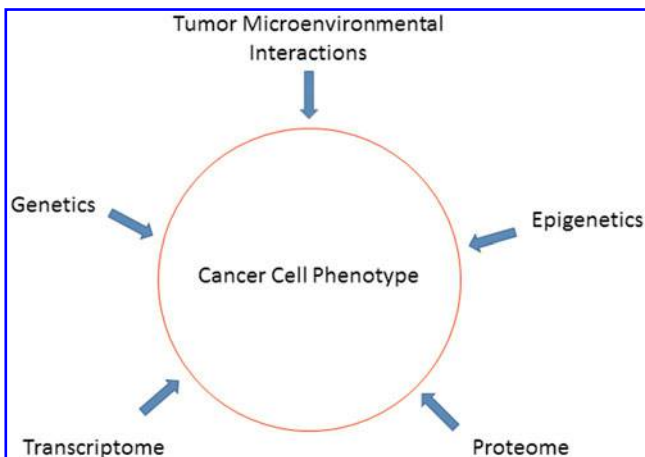 Tumor Microenvironmental
Interactions
Genetics
Epigenetics
Cancer Cell Phenotype
Transcriptome
Proteome